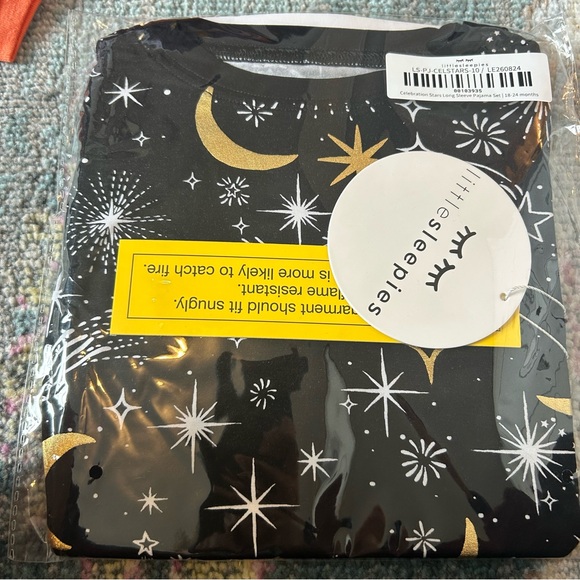 littlesleepies
LS-PJ-CELSTARS-10 / LE260824
00183935
Celebration Stars Long Sleeve Pajama Set | 18-24 months
littlesleepies
garment should fit snugly.
flame resistant.
is more likely to catch fire.